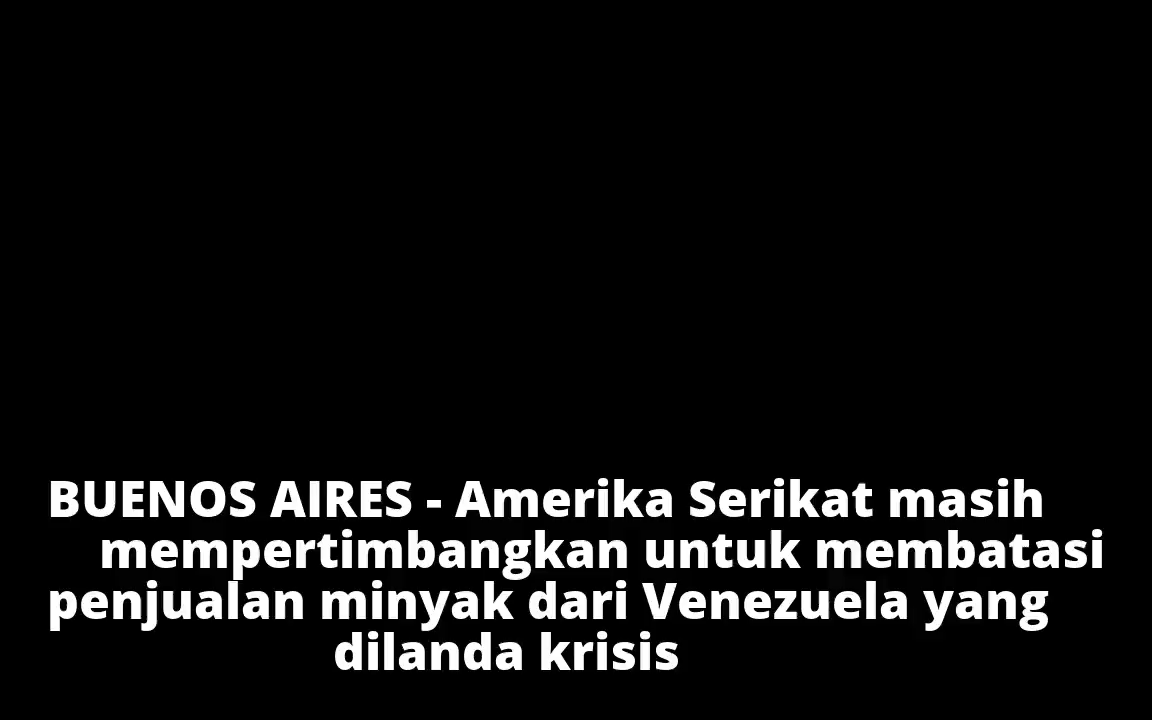 BUENOS AIRES - Amerika Serikat masih
mempertimbangkan untuk membatasi
penjualan minyak dari Venezuela yang
dilanda krisis